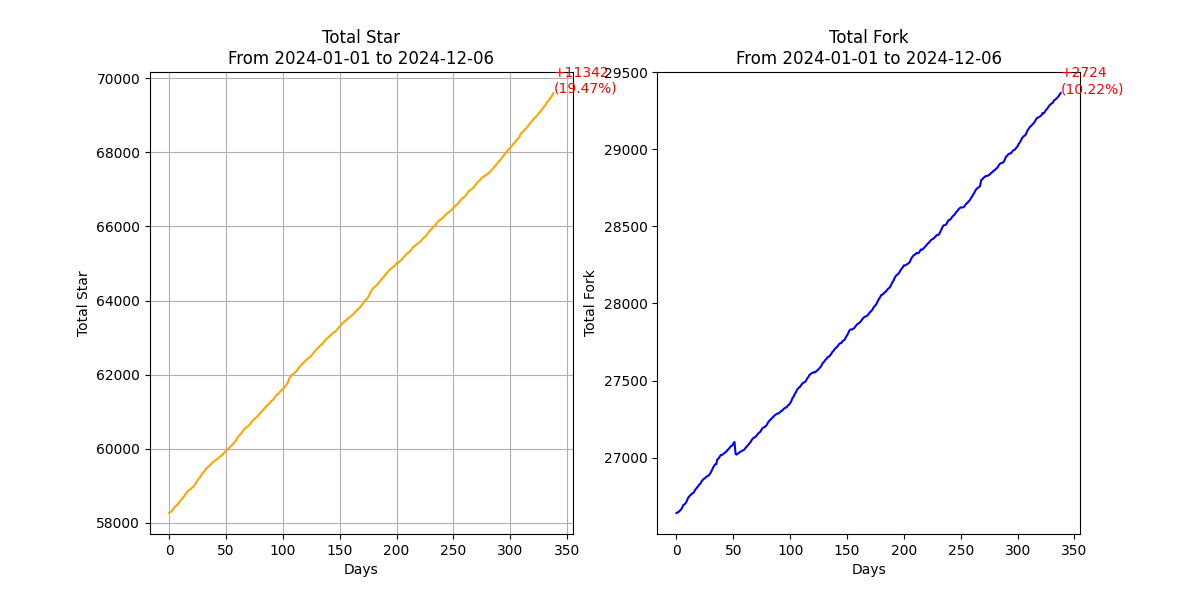 Total Star
From 2024-01-01 to 2024-12-06
+11342
(19.47%)
70000
68000
66000
64000
62000
60000
58000
Total Star
0 50 100 150 200 250 300 350
Days
Total Fork
From 2024-01-01 to 2024-12-06
+2724
(10.22%)
29500
29000
28500
28000
27500
27000
Total Fork
0 50 100 150 200 250 300 350
Days